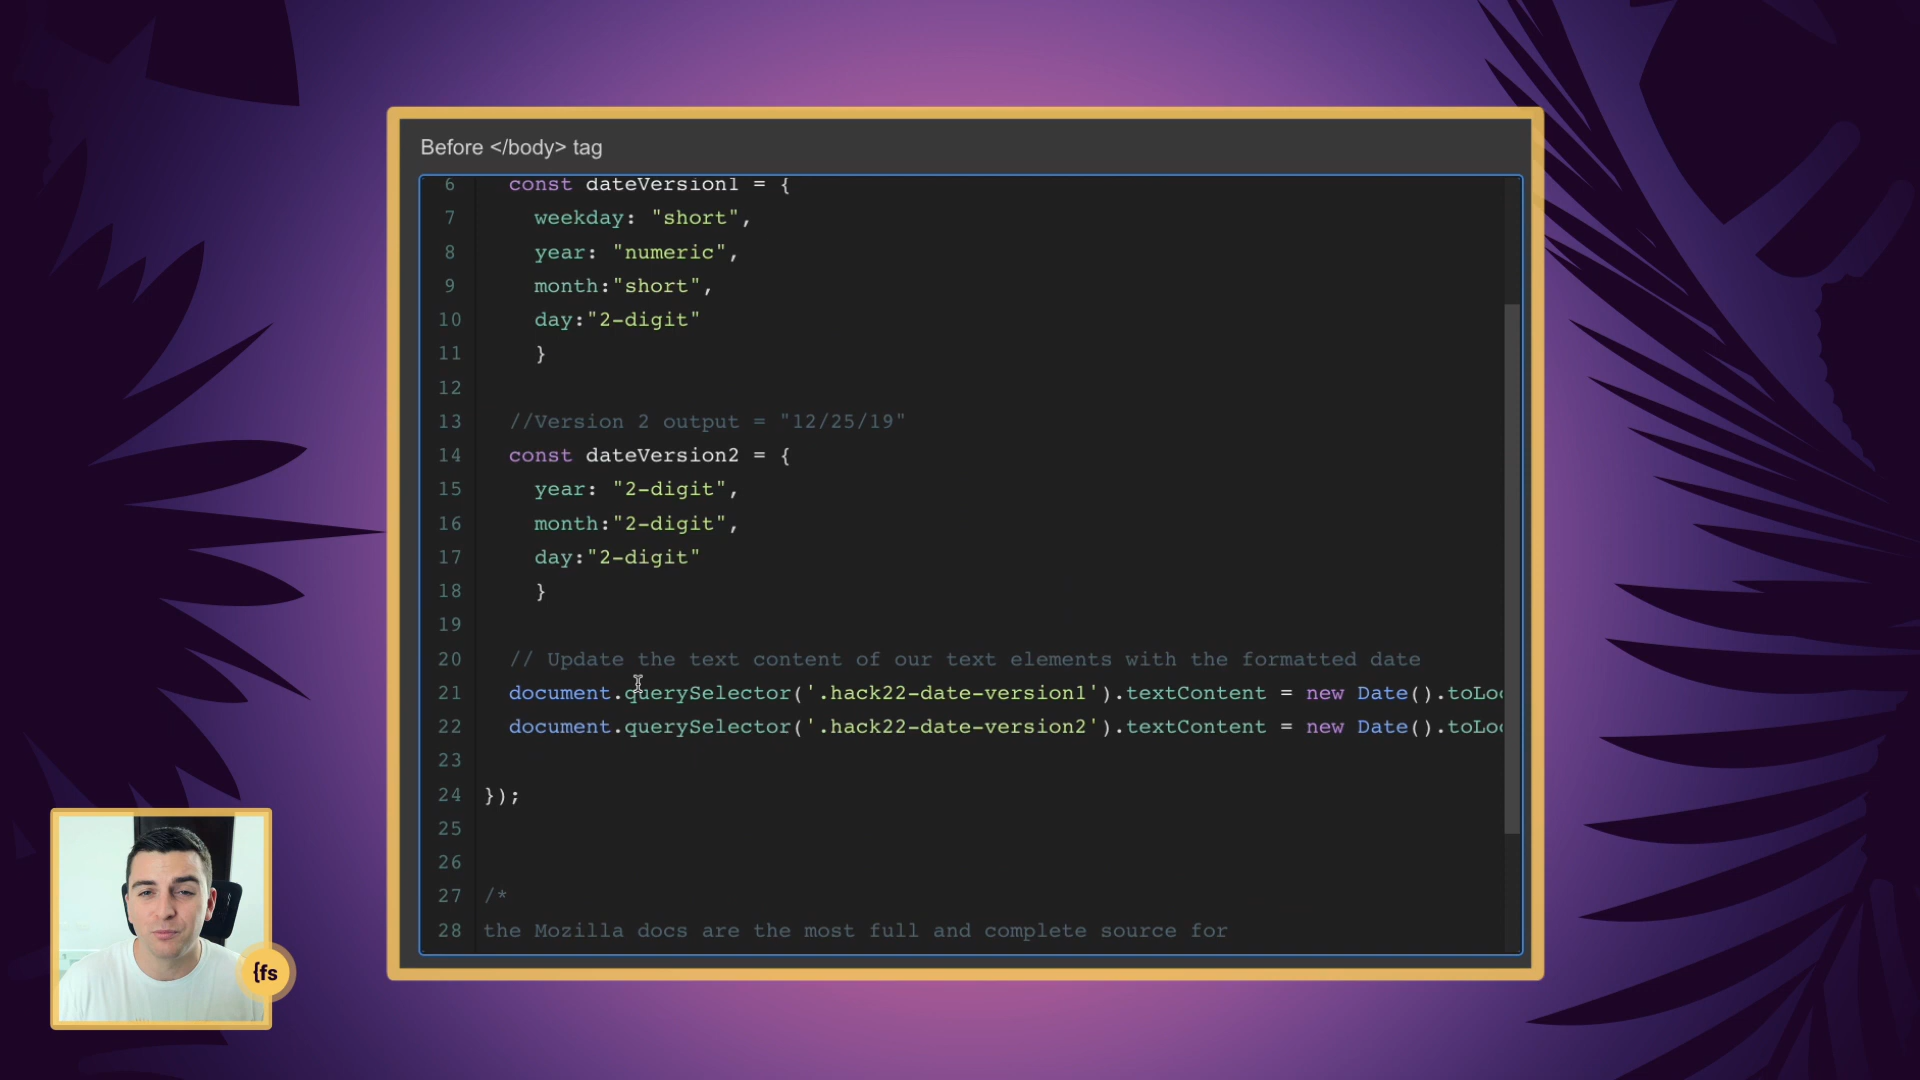 Before </body> tag
6 const dateVersion1 = {
7 weekday: "short",
8 year: "numeric",
9 month:"short",
10 day:"2-digit"
11 }
12
13 //Version 2 output = "12/25/19"
14 const dateVersion2 = {
15 year: "2-digit",
16 month:"2-digit",
17 day:"2-digit"
18 }
19
20 // Update the text content of our text elements with the formatted date
21 document.querySelector('.hack22-date-version1').textContent = new Date().toLoc
22 document.querySelector('.hack22-date-version2').textContent = new Date().toLoc
23
24 });
25
26
27 /*
28 the Mozilla docs are the most full and complete source for
{fs